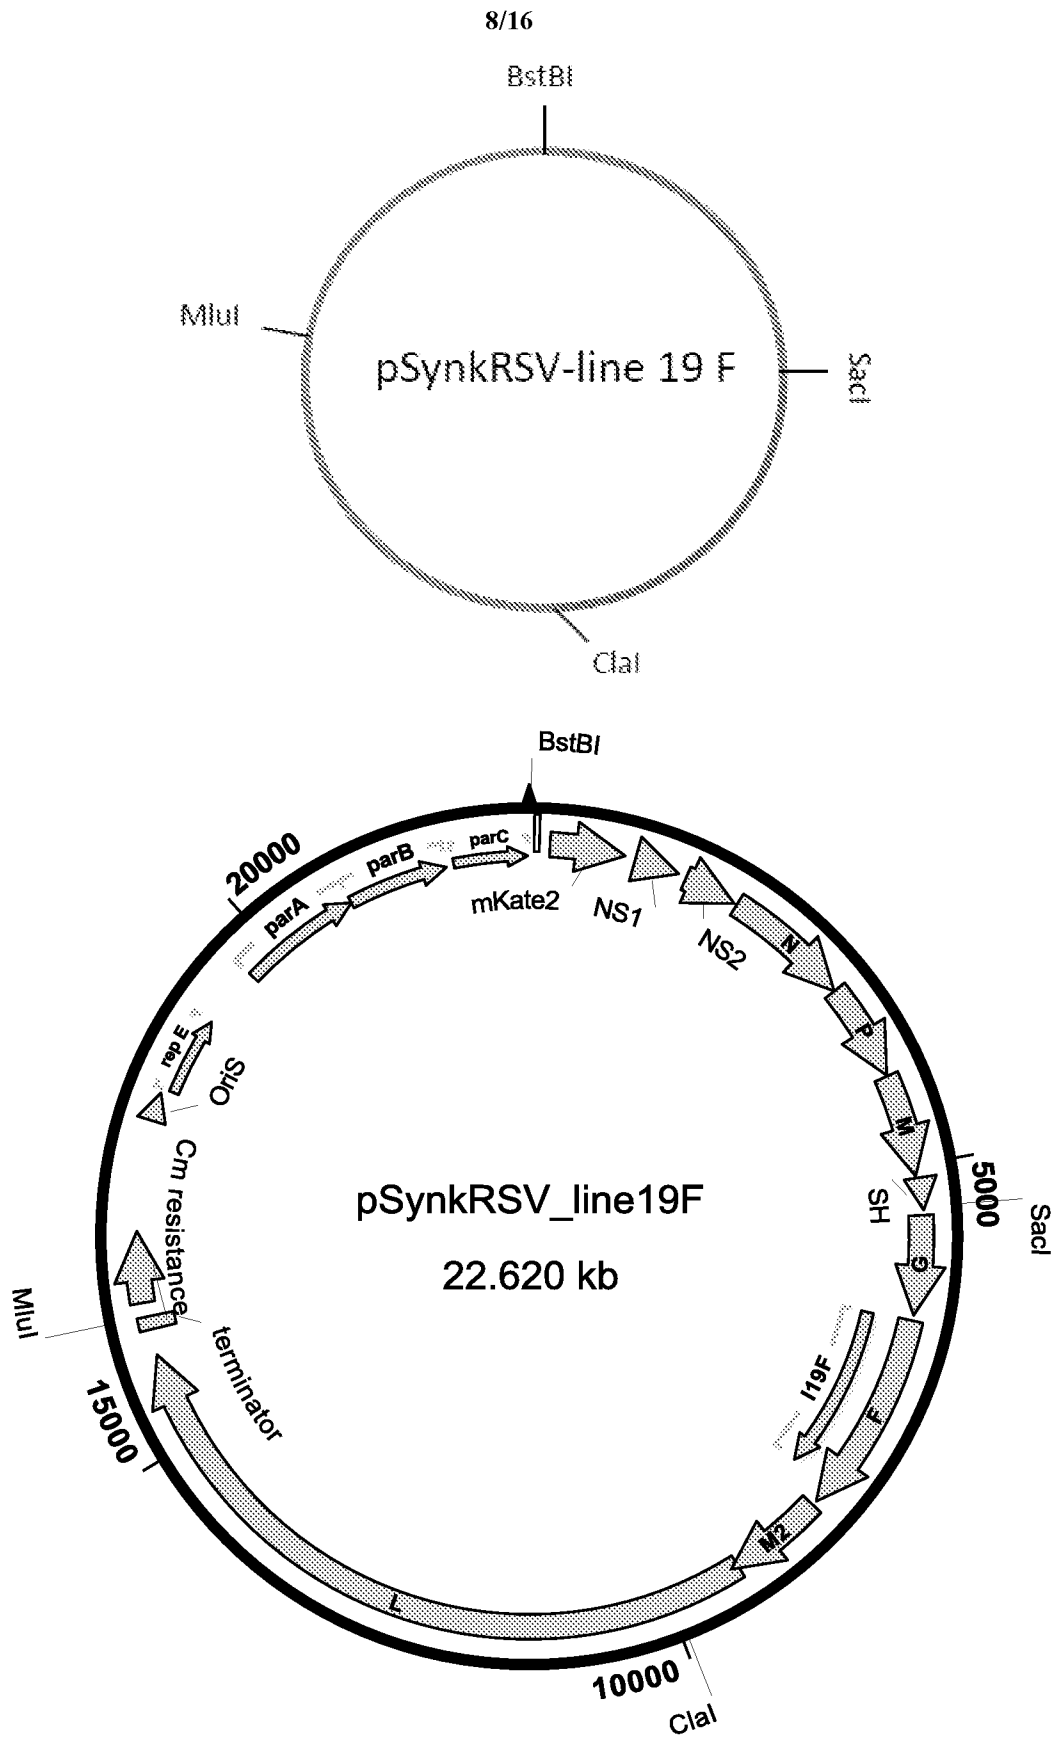 8/16
BstBI
MluI
pSynkRSV-line 19 F
SacI
ClaI
BstBI
20000
parA
parB
parC
mKate2
NS1
NS2
N
P
M
rep E
OriS
Cm resistance
pSynkRSV_line19F
22.620 kb
SH
5000
SacI
G
MluI
terminator
l19F
F
15000
M2
L
10000
ClaI